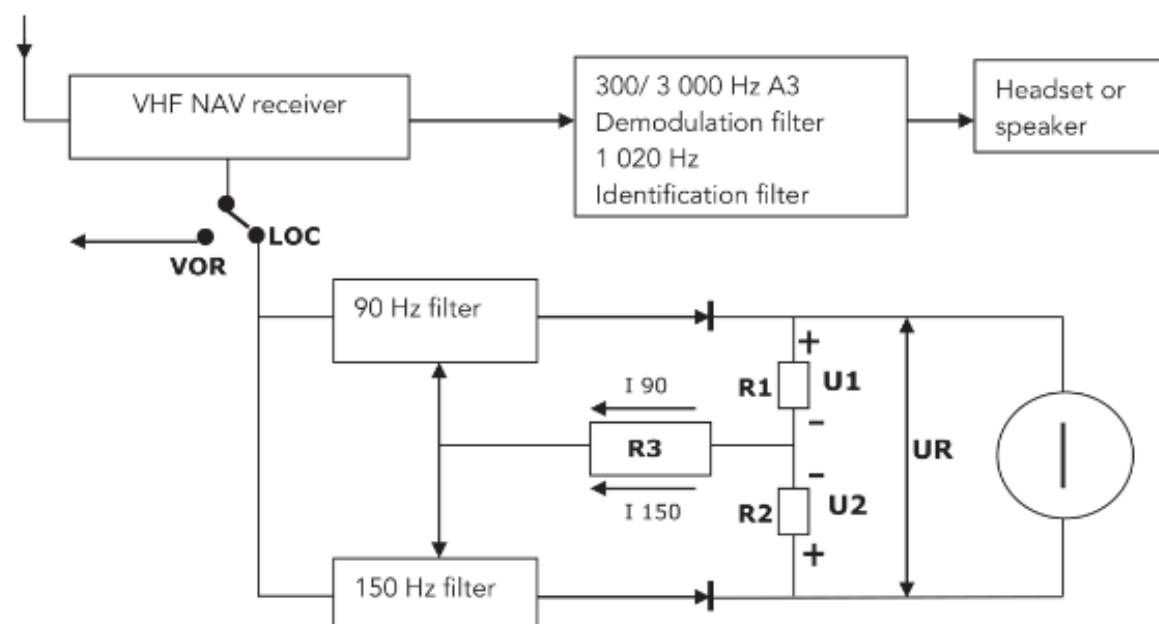 VHF NAV receiver
300/ 3 000 Hz A3
Demodulation filter
1 020 Hz
Identification filter
Headset or
speaker
LOC
VOR
90 Hz filter
I 90
R3
I 150
R1
+
U1
-
-
R2
U2
+
UR
150 Hz filter